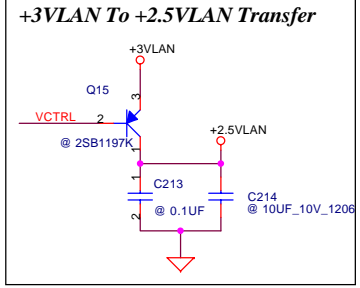 +3VLAN To +2.5VLAN Transfer
+3VLAN
Q15
3
VCTRL
2
@ 2SB1197K
1
+2.5VLAN
1
C213
@ 0.1UF
2
C214
@ 10UF_10V_1206